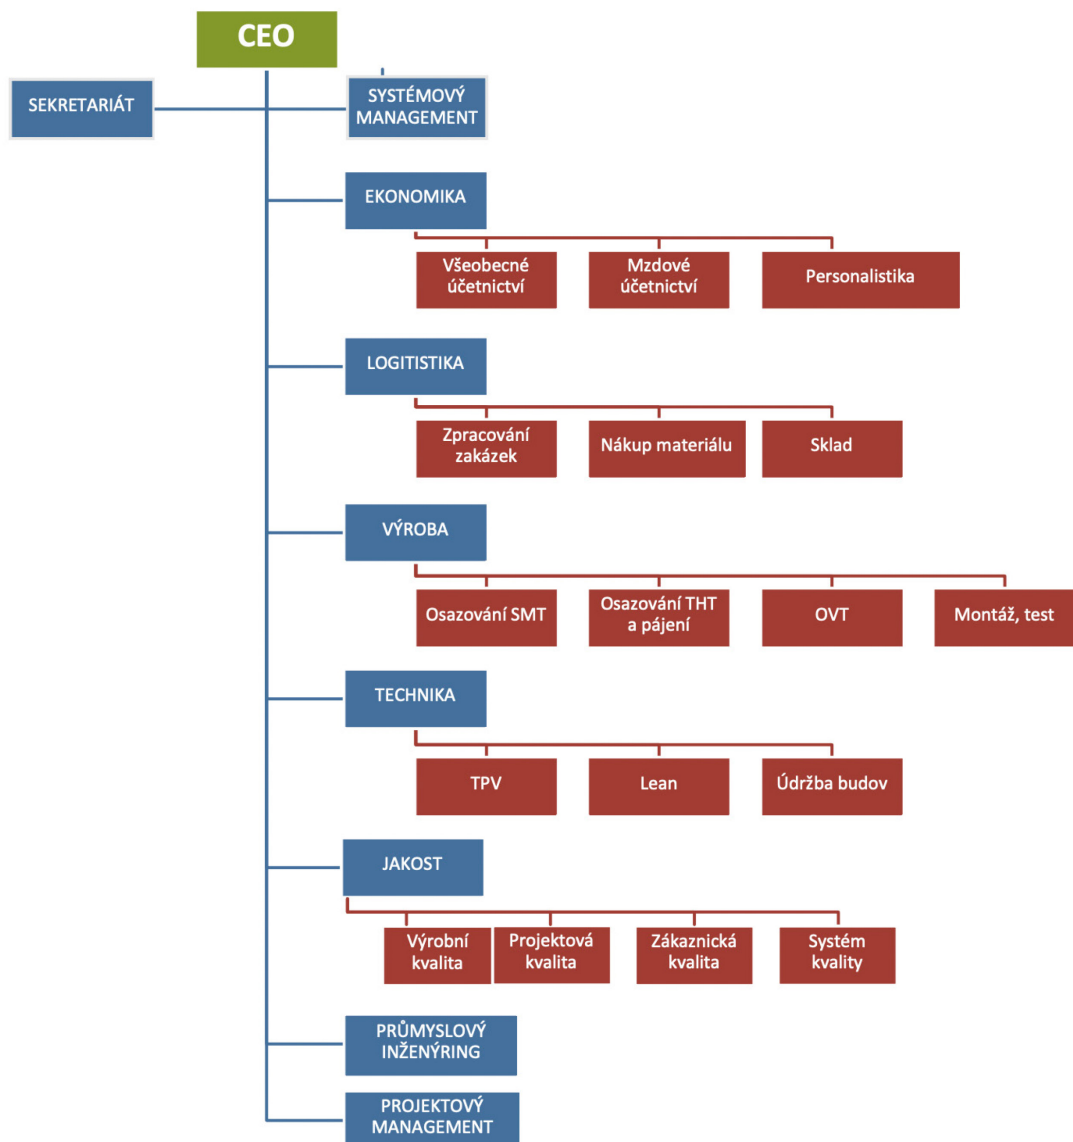 CEO
SEKRETARIÁT
SYSTÉMOVÝ
MANAGEMENT
EKONOMIKA
Všeobecné
účetnictví
Mzdové
účetnictví
Personalistika
LOGITISTIKA
Zpracování
zakázek
Nákup materiálu
Sklad
VÝROBA
Osazování SMT
Osazování THT
a pájení
OVT
Montáž, test
TECHNIKA
TPV
Lean
Údržba budov
JAKOST
Výrobní
kvalita
Projektová
kvalita
Zákaznická
kvalita
Systém
kvality
PRŮMYSLOVÝ
INŽENÝRING
PROJEKTOVÝ
MANAGEMENT